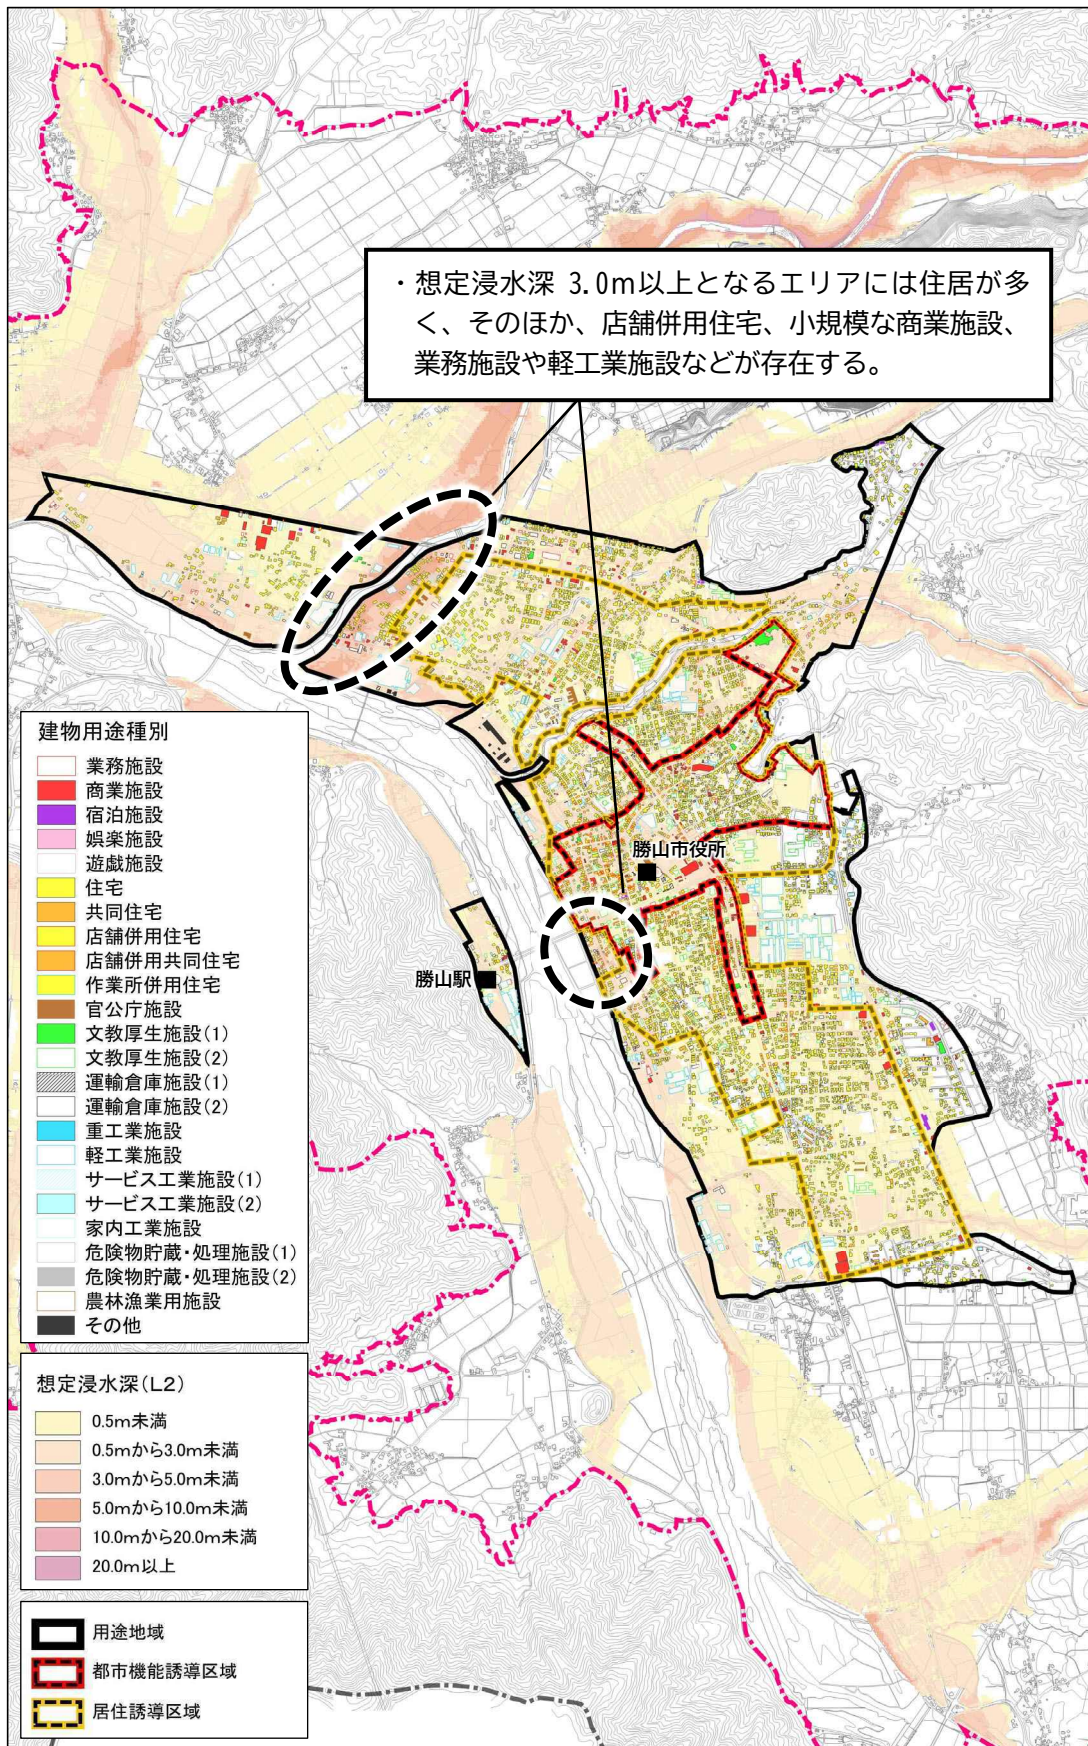 ・想定浸水深 3.0m以上となるエリアには住居が多
く、そのほか、店舗併用住宅、小規模な商業施設、
業務施設や軽工業施設などが存在する。
勝山市役所
勝山駅
建物用途種別
業務施設
商業施設
宿泊施設
娯楽施設
遊戯施設
住宅
共同住宅
店舗併用住宅
店舗併用共同住宅
作業所併用住宅
官公庁施設
文教厚生施設(1)
文教厚生施設(2)
運輸倉庫施設(1)
運輸倉庫施設(2)
重工業施設
軽工業施設
サービス工業施設(1)
サービス工業施設(2)
家内工業施設
危険物貯蔵・処理施設(1)
危険物貯蔵・処理施設(2)
農林漁業用施設
その他
想定浸水深(L2)
0.5m未満
0.5mから3.0m未満
3.0mから5.0m未満
5.0mから10.0m未満
10.0mから20.0m未満
20.0m以上
用途地域
都市機能誘導区域
居住誘導区域